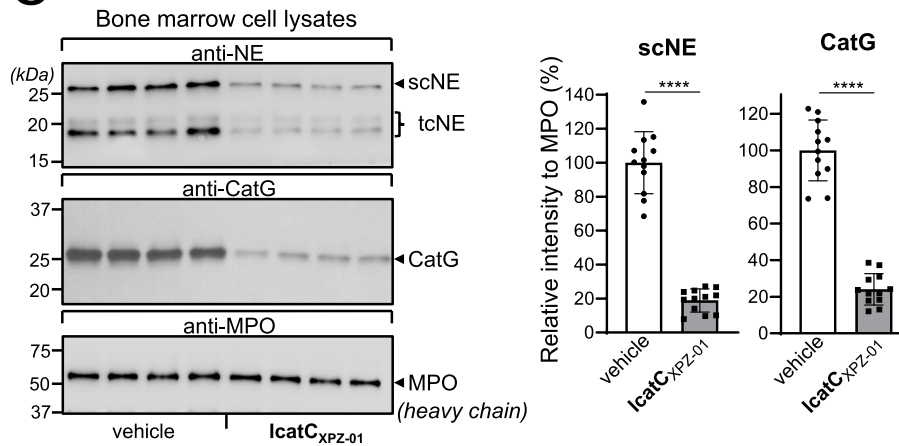 Bone marrow cell lysates
anti-NE
(kDa)
25
20
15
scNE
tcNE
anti-CatG
37
25
20
CatG
anti-MPO
75
50
37
MPO
(heavy chain)
vehicle
IcatCXPZ-01
scNE
Relative intensity to MPO (%)
140
120
100
80
60
40
20
0
****
vehicle
IcatCXPZ-01
CatG
120
100
80
60
40
20
0
****
vehicle
IcatCXPZ-01